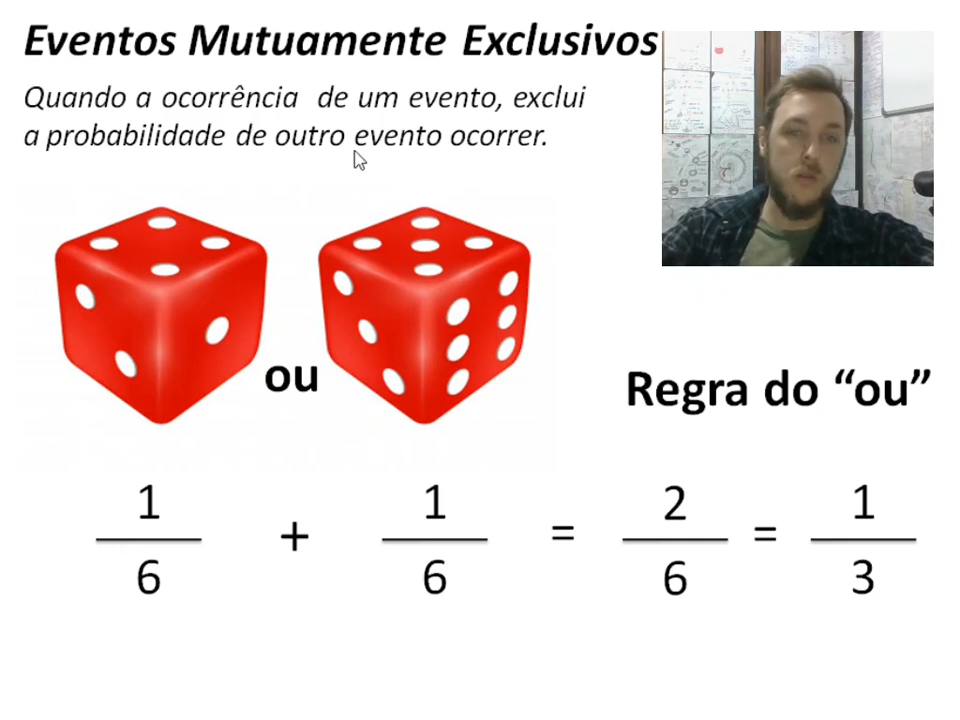 Eventos Mutuamente Exclusivos
Quando a ocorrência de um evento, exclui
a probabilidade de outro evento ocorrer.
ou
Regra do “ou”
1/6 + 1/6 = 2/6 = 1/3